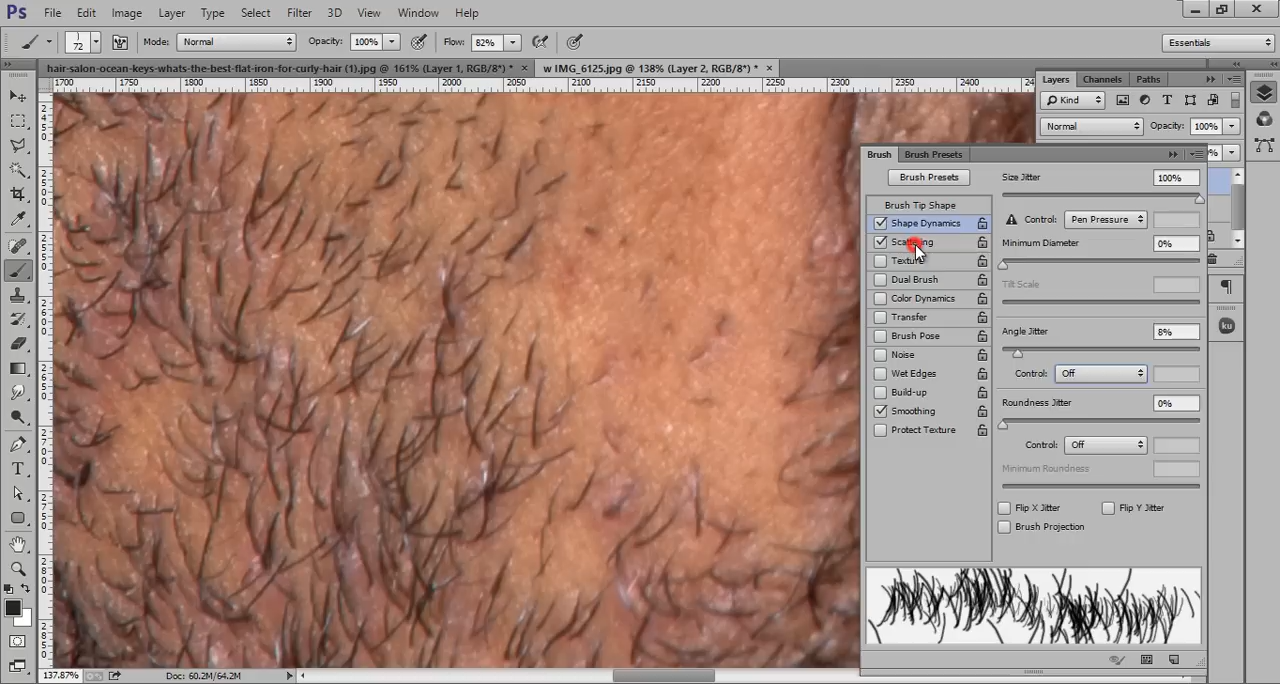 Ps File Edit Image Layer Type Select Filter 3D View Window Help
72 Mode: Normal Opacity: 100% Flow: 82% Essentials
hair-salon-ocean-keys-whats-the-best-flat-iron-for-curly-hair (1).jpg @ 161% (Layer 1, RGB/8*) * × w IMG_6125.jpg @ 138% (Layer 2, RGB/8*) * ×
1700 1750 1800 1850 1900 1950 2000 2050 2100 2150 2200 2250 2300 2350 2400
Layers Channels Paths
Kind
Normal Opacity: 100%
Brush Brush Presets
Brush Presets Size Jitter 100%
Brush Tip Shape
Shape Dynamics Control: Pen Pressure
Scattering Minimum Diameter 0%
Texture
Dual Brush Tilt Scale
Color Dynamics
Transfer
Brush Pose Angle Jitter 8%
Noise
Wet Edges Control: Off
Build-up
Smoothing Roundness Jitter 0%
Protect Texture
Control: Off
Minimum Roundness
Flip X Jitter Flip Y Jitter
Brush Projection
ku
137.87% Doc: 60.2M/64.2M